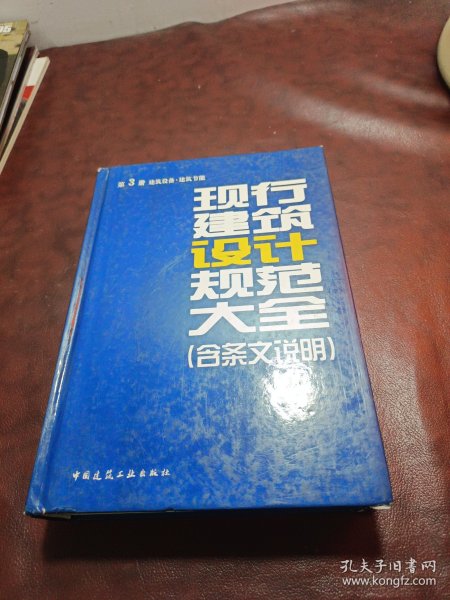 第3册 建筑设备·建筑节能
现行
建筑
设计
规范
大全
(含条文说明)
中国建筑工业出版社
孔夫子旧书网
www.kongfz.com